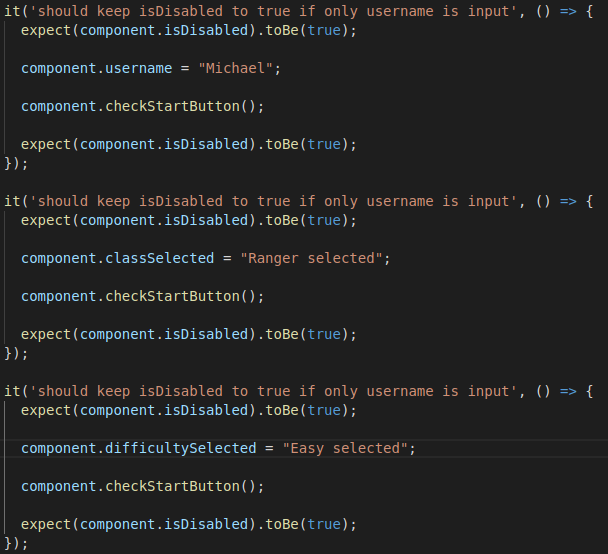 it('should keep isDisabled to true if only username is input', () => {
  expect(component.isDisabled).toBe(true);
  component.username = "Michael";
  component.checkStartButton();
  expect(component.isDisabled).toBe(true);
});
it('should keep isDisabled to true if only username is input', () => {
  expect(component.isDisabled).toBe(true);
  component.classSelected = "Ranger selected";
  component.checkStartButton();
  expect(component.isDisabled).toBe(true);
});
it('should keep isDisabled to true if only username is input', () => {
  expect(component.isDisabled).toBe(true);
  component.difficultySelected = "Easy selected";
  component.checkStartButton();
  expect(component.isDisabled).toBe(true);
});